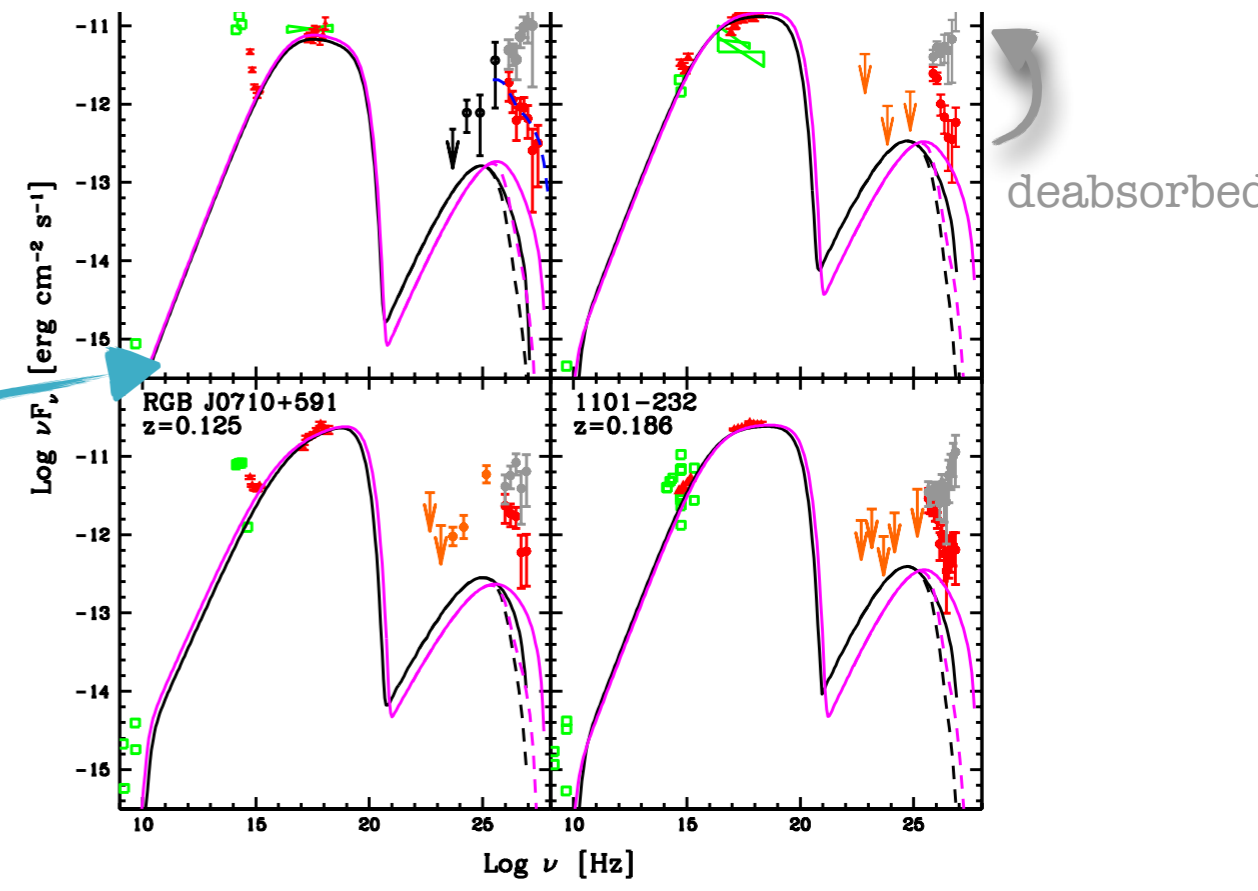 -11
-12
-13
-14
-15
deabsorbed
Log νFν [erg cm⁻² s⁻¹]
RGB J0710+591
z=0.125
1101-232
z=0.186
-11
-12
-13
-14
-15
10 15 20 25 10 15 20 25
Log ν [Hz]